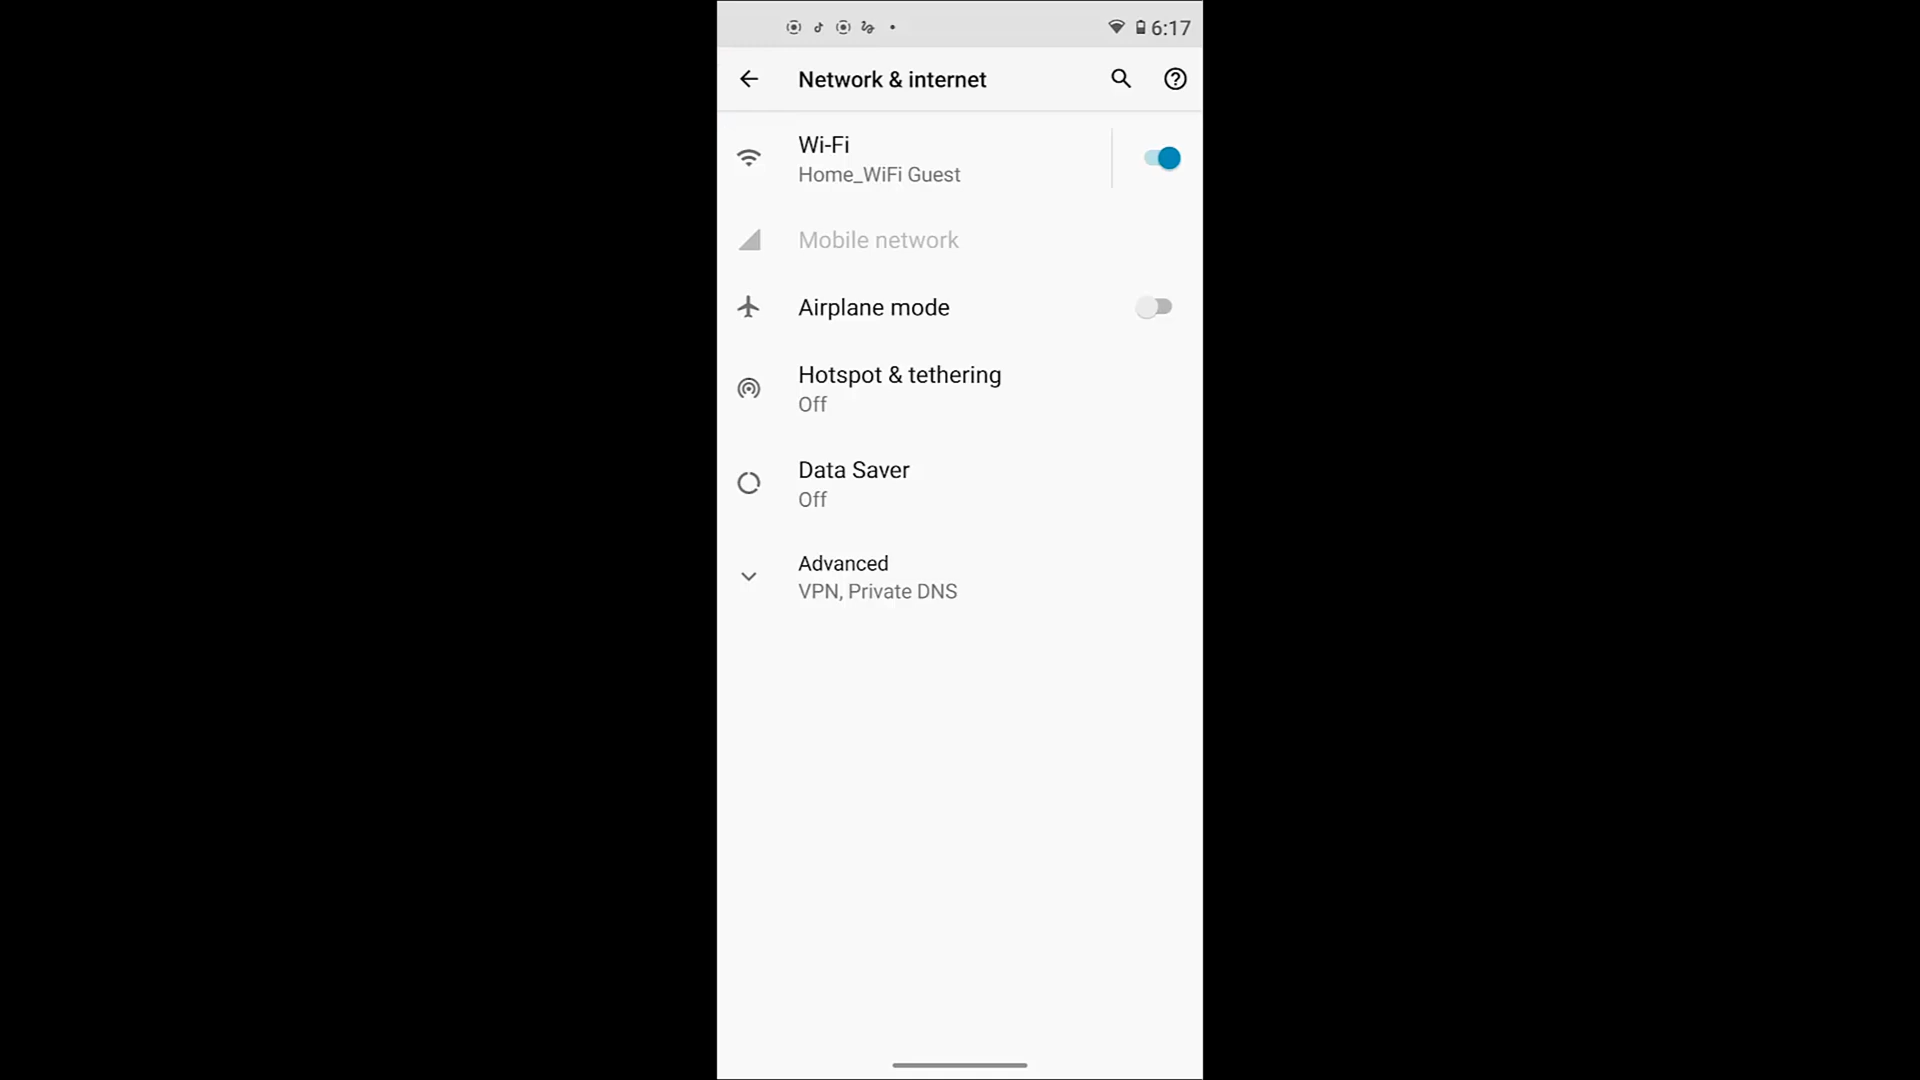 6:17
Network & internet
Wi-Fi
Home_WiFi Guest
Mobile network
Airplane mode
Hotspot & tethering
Off
Data Saver
Off
Advanced
VPN, Private DNS